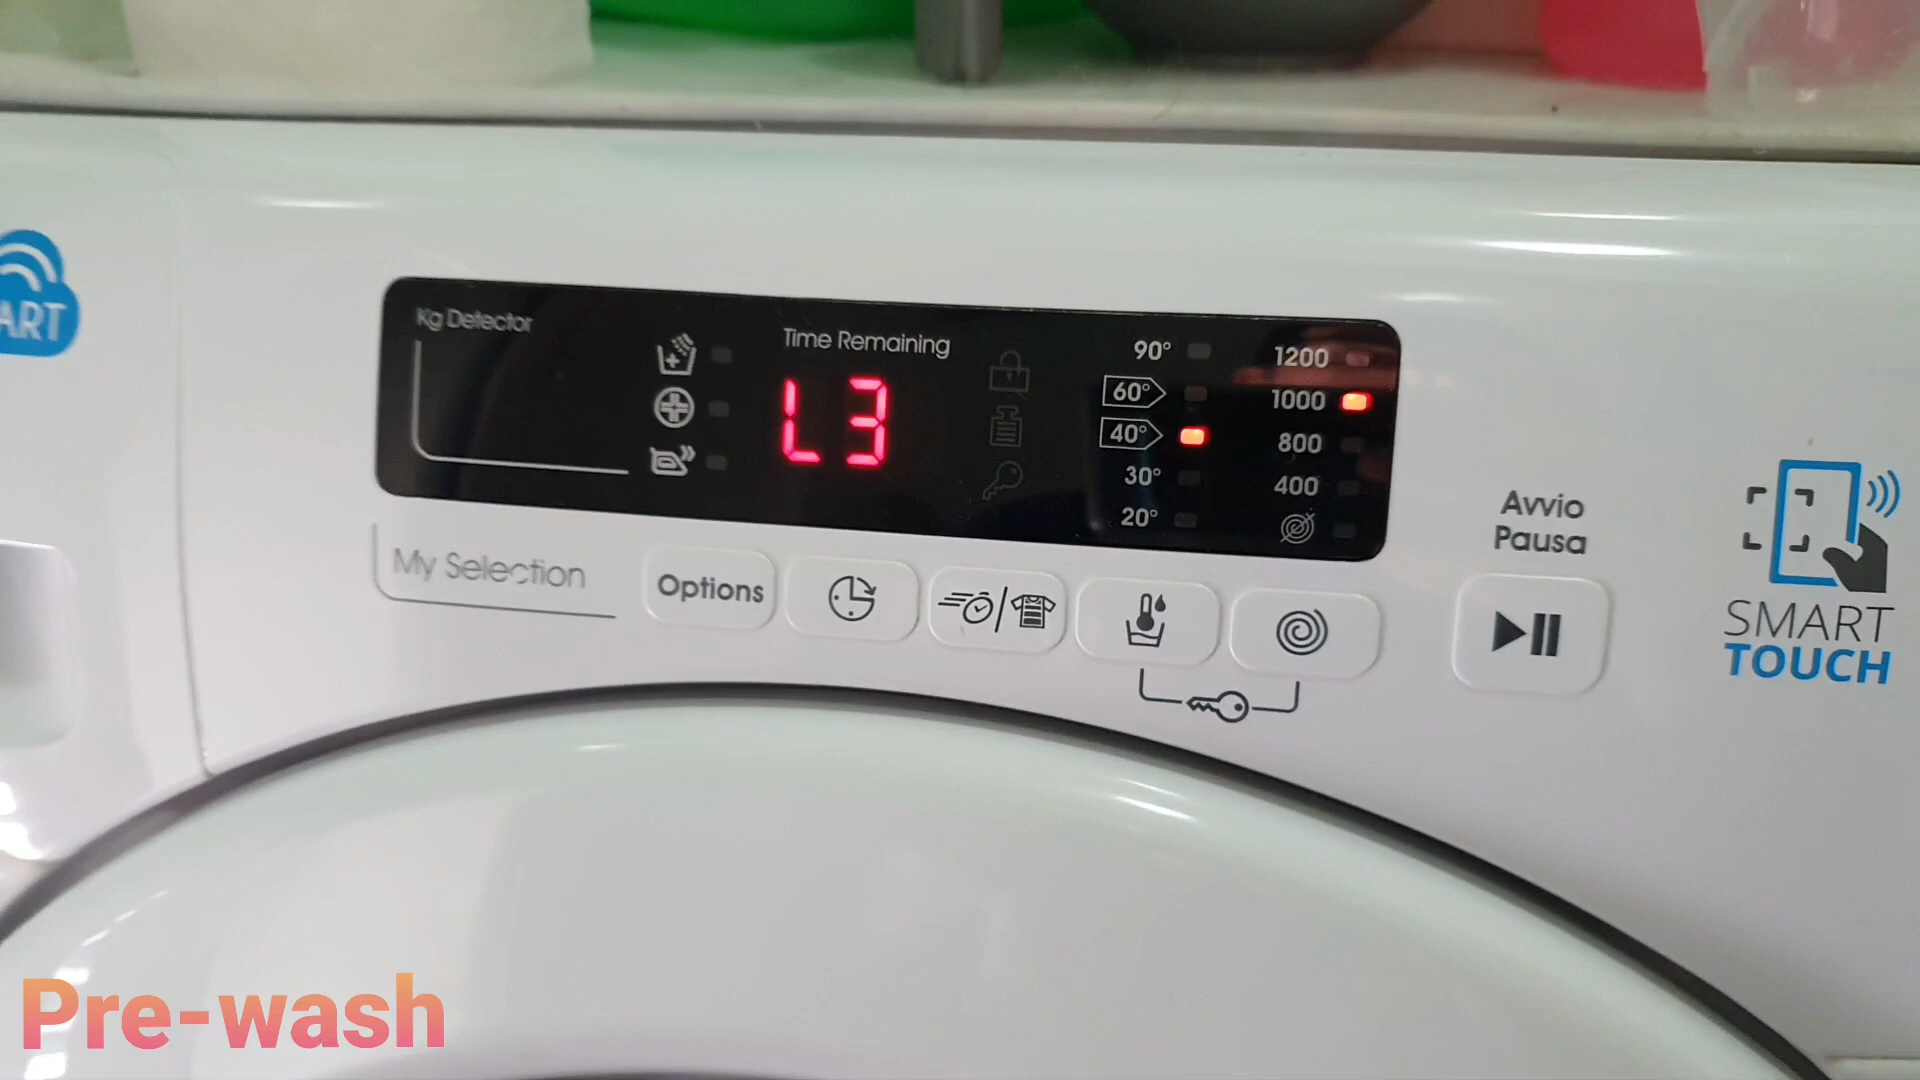 ART
Kg Detector
Time Remaining
L3
90°
60°
40°
30°
20°
1200
1000
800
400
My Selection
Options
Avvio
Pausa
SMART
TOUCH
Pre-wash